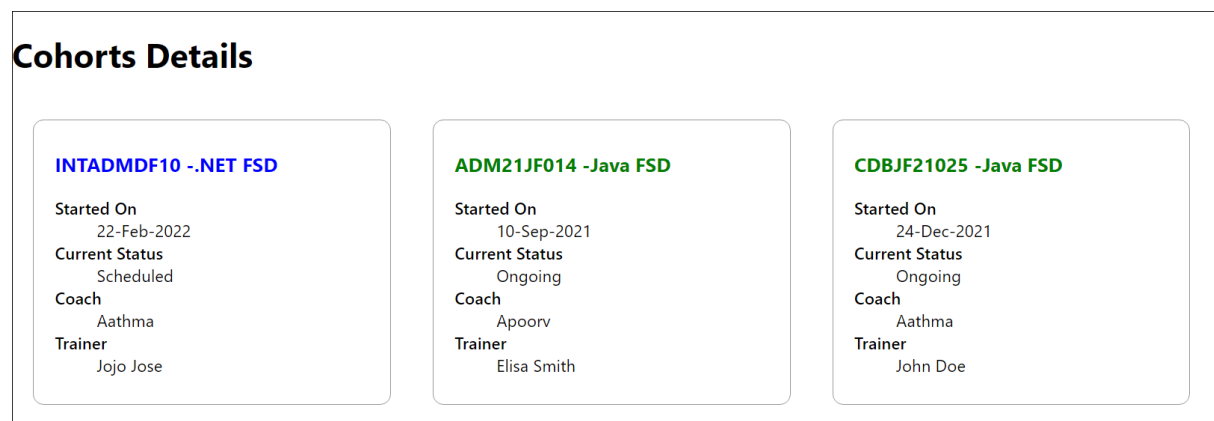 Cohorts Details
INTADMDF10 -.NET FSD
Started On
22-Feb-2022
Current Status
Scheduled
Coach
Aathma
Trainer
Jojo Jose
ADM21JF014 -Java FSD
Started On
10-Sep-2021
Current Status
Ongoing
Coach
Apoorv
Trainer
Elisa Smith
CDBJF21025 -Java FSD
Started On
24-Dec-2021
Current Status
Ongoing
Coach
Aathma
Trainer
John Doe